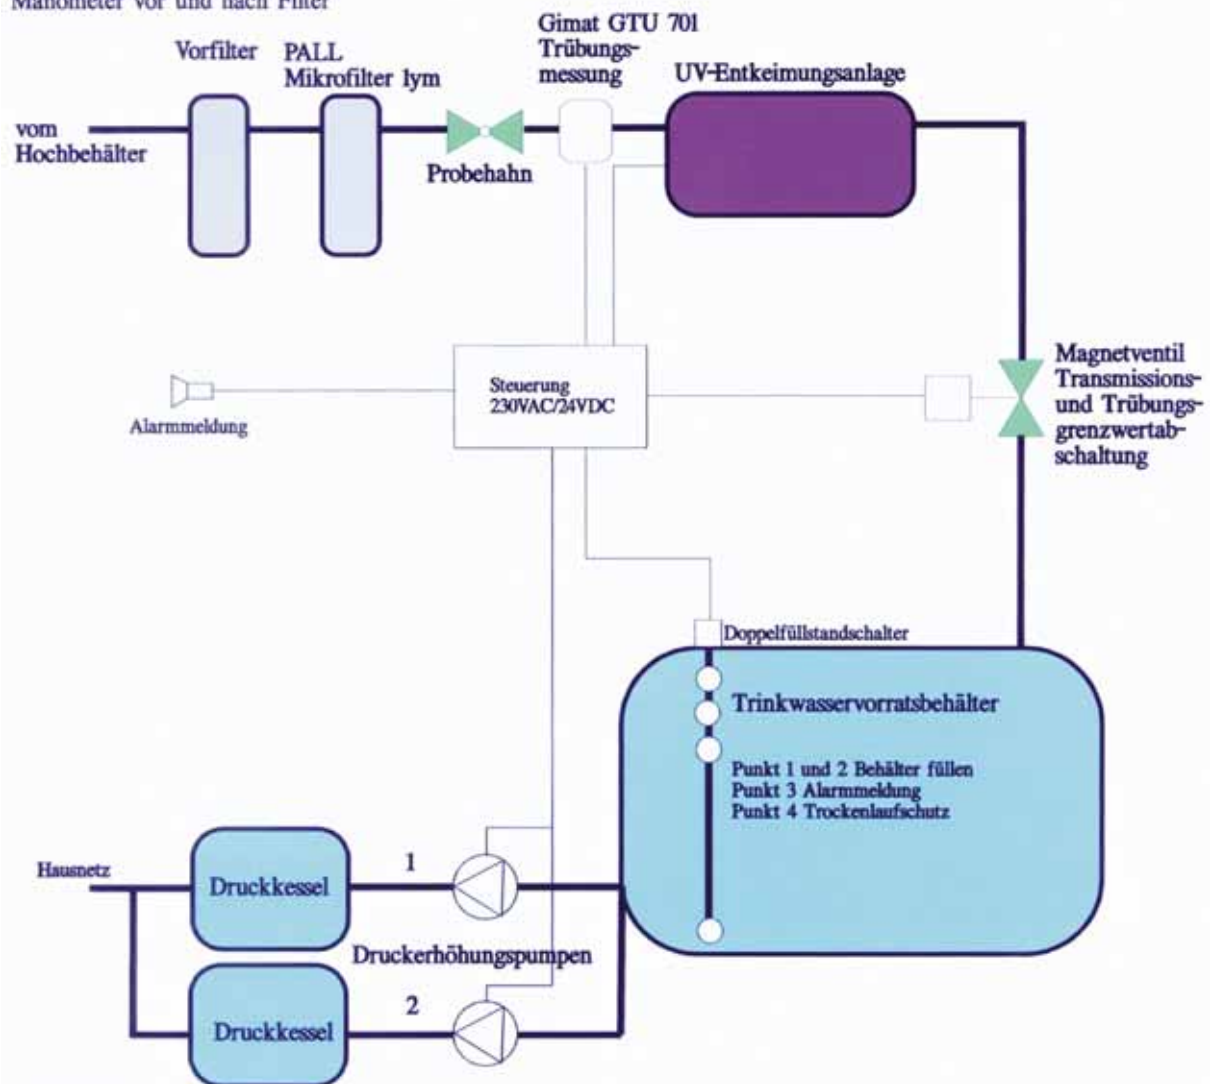 Manometer vor und nach Filter
Gimat GTU 701
Trübungs-
messung
Vorfilter
PALL
Mikrofilter 1ym
UV-Entkeimungsanlage
vom
Hochbehälter
Probehahn
Magnetventil
Transmissions-
und Trübungs-
grenzwertab-
schaltung
Steuerung
230VAC/24VDC
Alarmmeldung
Doppelfüllstandschalter
Trinkwasservorratsbehälter
Punkt 1 und 2 Behälter füllen
Punkt 3 Alarmmeldung
Punkt 4 Trockenlaufschutz
Hausnetz
Druckkessel
1
Druckerhöhungspumpen
Druckkessel
2